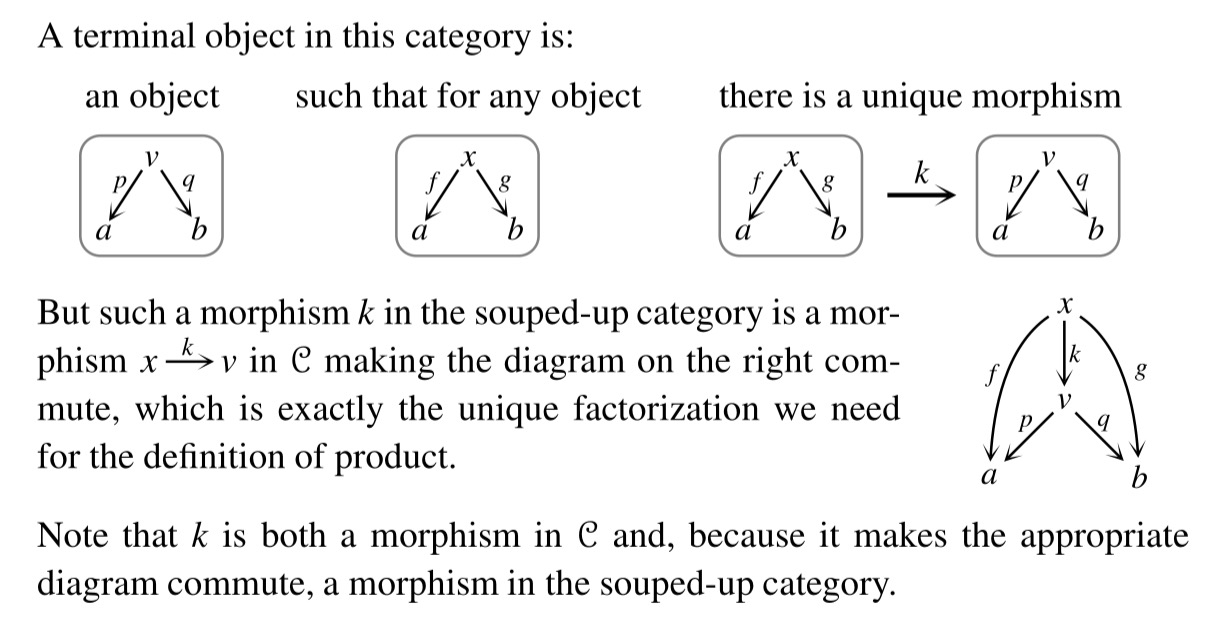 A terminal object in this category is:
an object such that for any object there is a unique morphism
v x x k v
p q f g f g p q
a b a b a b a b
But such a morphism k in the souped-up category is a mor-
phism x k v in 𝒞 making the diagram on the right com-
mute, which is exactly the unique factorization we need
for the definition of product.
x
k
f g
v
p q
a b
Note that k is both a morphism in 𝒞 and, because it makes the appropriate
diagram commute, a morphism in the souped-up category.